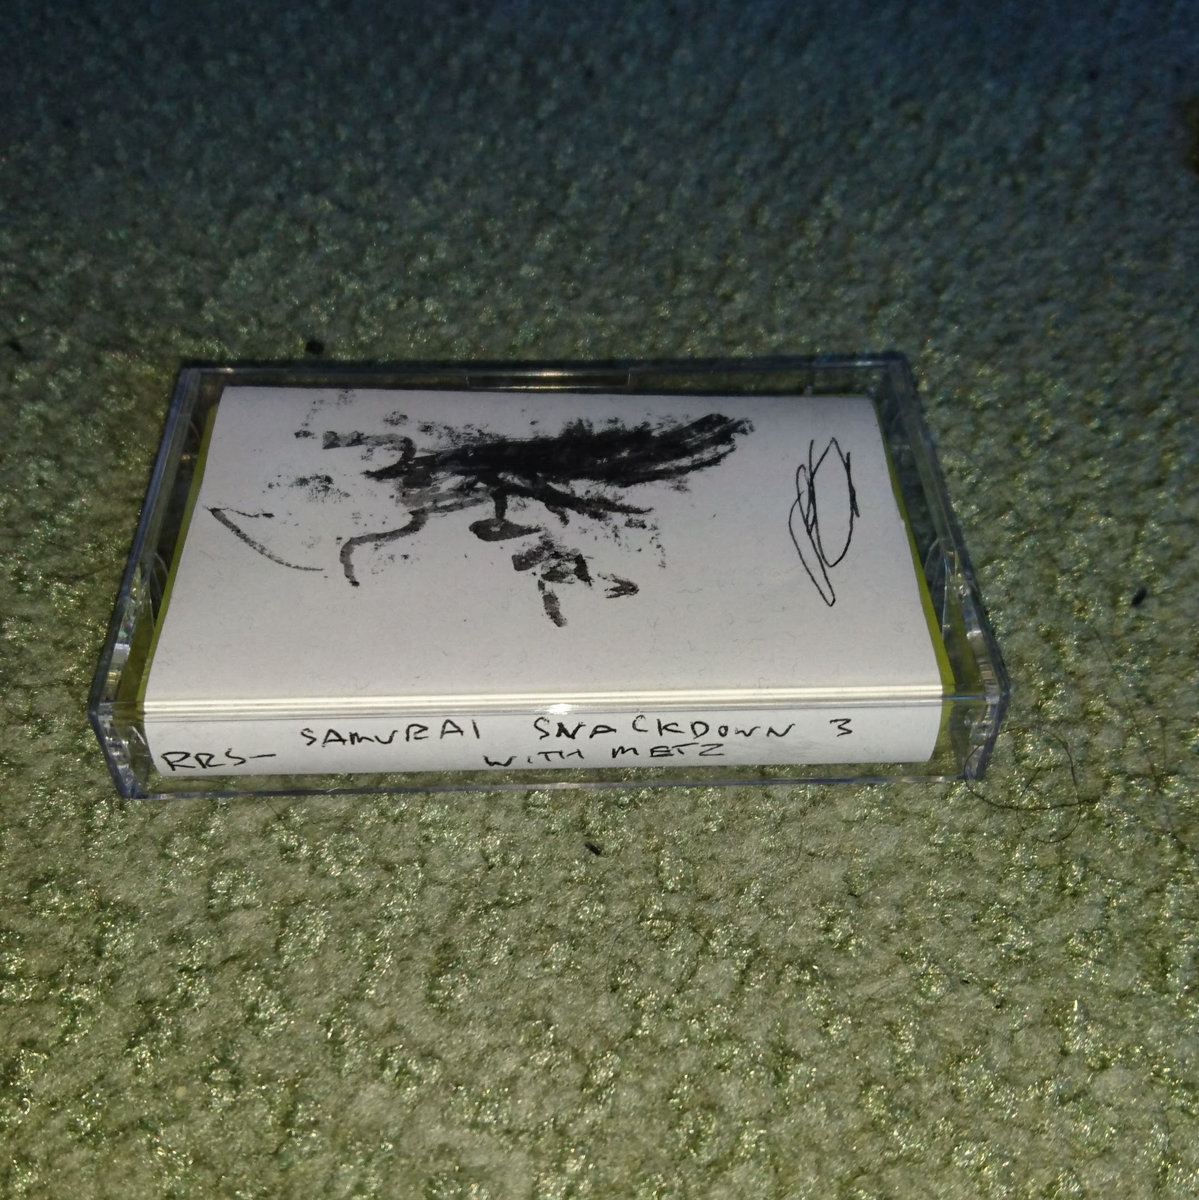 RRS- SAMURAI SNACKDOWN 3
WITH METZ